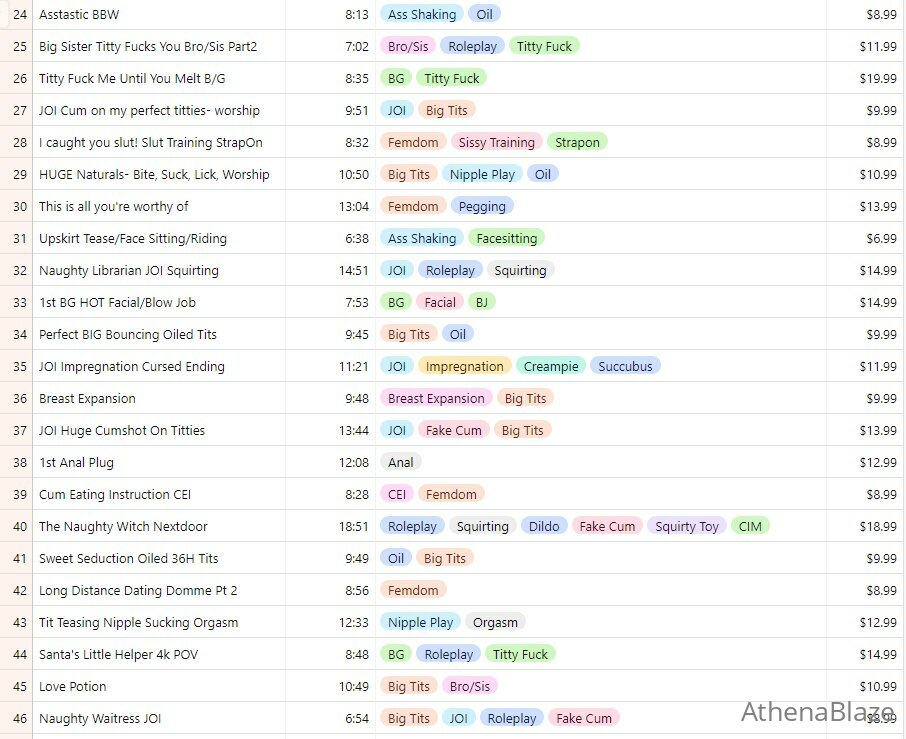 24 Asstastic BBW 8:13 Ass Shaking Oil $8.99
25 Big Sister Titty Fucks You Bro/Sis Part2 7:02 Bro/Sis Roleplay Titty Fuck $11.99
26 Titty Fuck Me Until You Melt B/G 8:35 BG Titty Fuck $19.99
27 JOI Cum on my perfect titties- worship 9:51 JOI Big Tits $9.99
28 I caught you slut! Slut Training StrapOn 8:32 Femdom Sissy Training Strapon $8.99
29 HUGE Naturals- Bite, Suck, Lick, Worship 10:50 Big Tits Nipple Play Oil $10.99
30 This is all you're worthy of 13:04 Femdom Pegging $13.99
31 Upskirt Tease/Face Sitting/Riding 6:38 Ass Shaking Facesitting $6.99
32 Naughty Librarian JOI Squirting 14:51 JOI Roleplay Squirting $14.99
33 1st BG HOT Facial/Blow Job 7:53 BG Facial BJ $14.99
34 Perfect BIG Bouncing Oiled Tits 9:45 Big Tits Oil $9.99
35 JOI Impregnation Cursed Ending 11:21 JOI Impregnation Creampie Succubus $11.99
36 Breast Expansion 9:48 Breast Expansion Big Tits $9.99
37 JOI Huge Cumshot On Titties 13:44 JOI Fake Cum Big Tits $13.99
38 1st Anal Plug 12:08 Anal $12.99
39 Cum Eating Instruction CEI 8:28 CEI Femdom $8.99
40 The Naughty Witch Nextdoor 18:51 Roleplay Squirting Dildo Fake Cum Squirty Toy CIM $18.99
41 Sweet Seduction Oiled 36H Tits 9:49 Oil Big Tits $9.99
42 Long Distance Dating Domme Pt 2 8:56 Femdom $8.99
43 Tit Teasing Nipple Sucking Orgasm 12:33 Nipple Play Orgasm $12.99
44 Santa's Little Helper 4k POV 8:48 BG Roleplay Titty Fuck $14.99
45 Love Potion 10:49 Big Tits Bro/Sis $10.99
46 Naughty Waitress JOI 6:54 Big Tits JOI Roleplay Fake Cum $8.99
AthenaBlaze